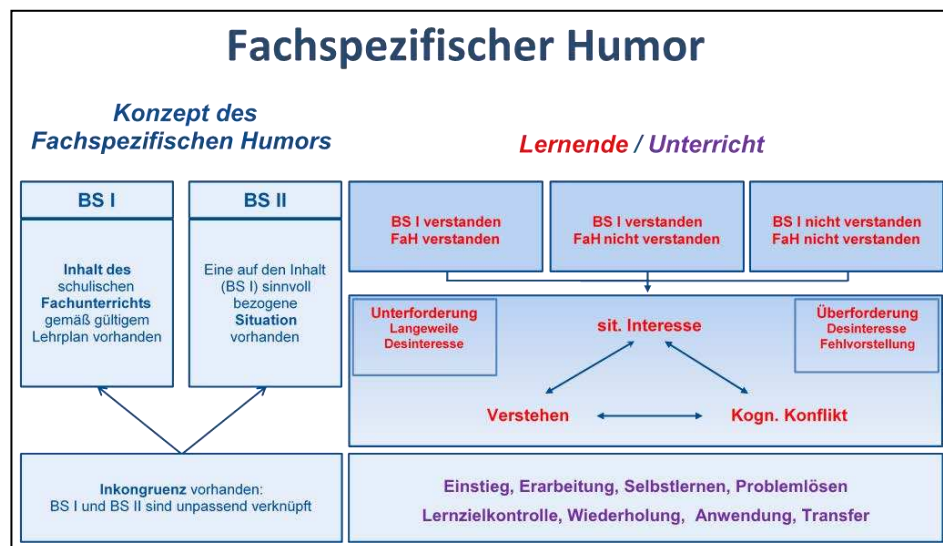 Fachspezifischer Humor
Konzept des
Fachspezifischen Humors
BS I
Inhalt des
schulischen
Fachunterrichts
gemäß gültigem
Lehrplan vorhanden
BS II
Eine auf den Inhalt
(BS I) sinnvoll
bezogene
Situation
vorhanden
Inkongruenz vorhanden:
BS I und BS II sind unpassend verknüpft
Lernende / Unterricht
BS I verstanden
FaH verstanden
BS I verstanden
FaH nicht verstanden
BS I nicht verstanden
FaH nicht verstanden
Unterforderung
Langeweile
Desinteresse
sit. Interesse
Überforderung
Desinteresse
Fehlvorstellung
Verstehen
Kogn. Konflikt
Einstieg, Erarbeitung, Selbstlernen, Problemlösen
Lernzielkontrolle, Wiederholung, Anwendung, Transfer